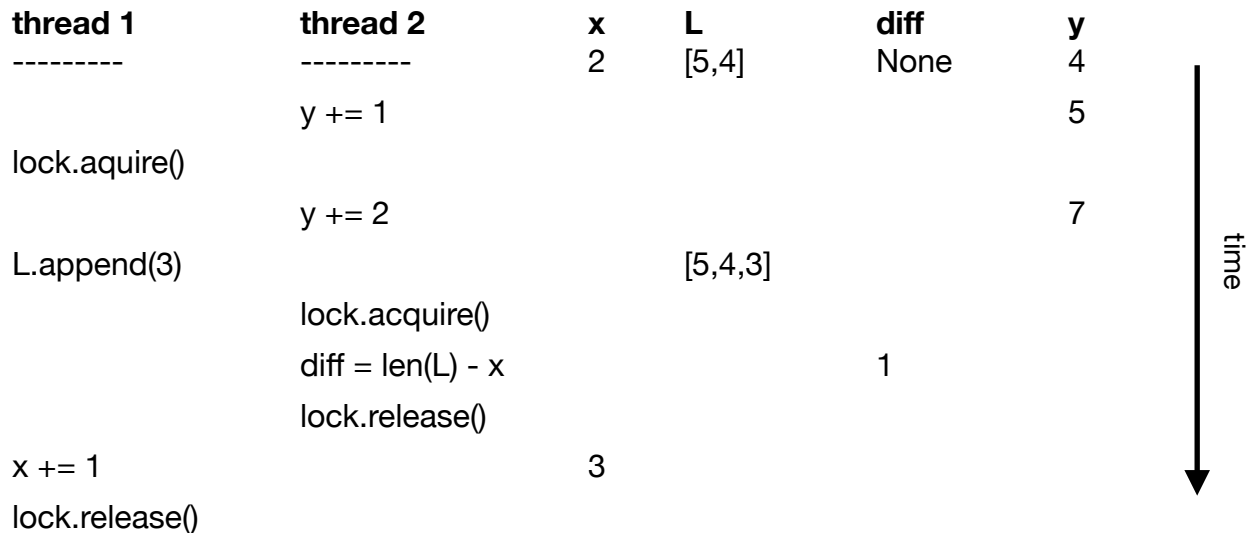 thread 1 thread 2 x L diff y
--------- --------- 2 [5,4] None 4
y += 1 5
lock.aquire()
y += 2 7
L.append(3) [5,4,3]
lock.acquire()
diff = len(L) - x 1
lock.release()
x += 1 3
lock.release()
time